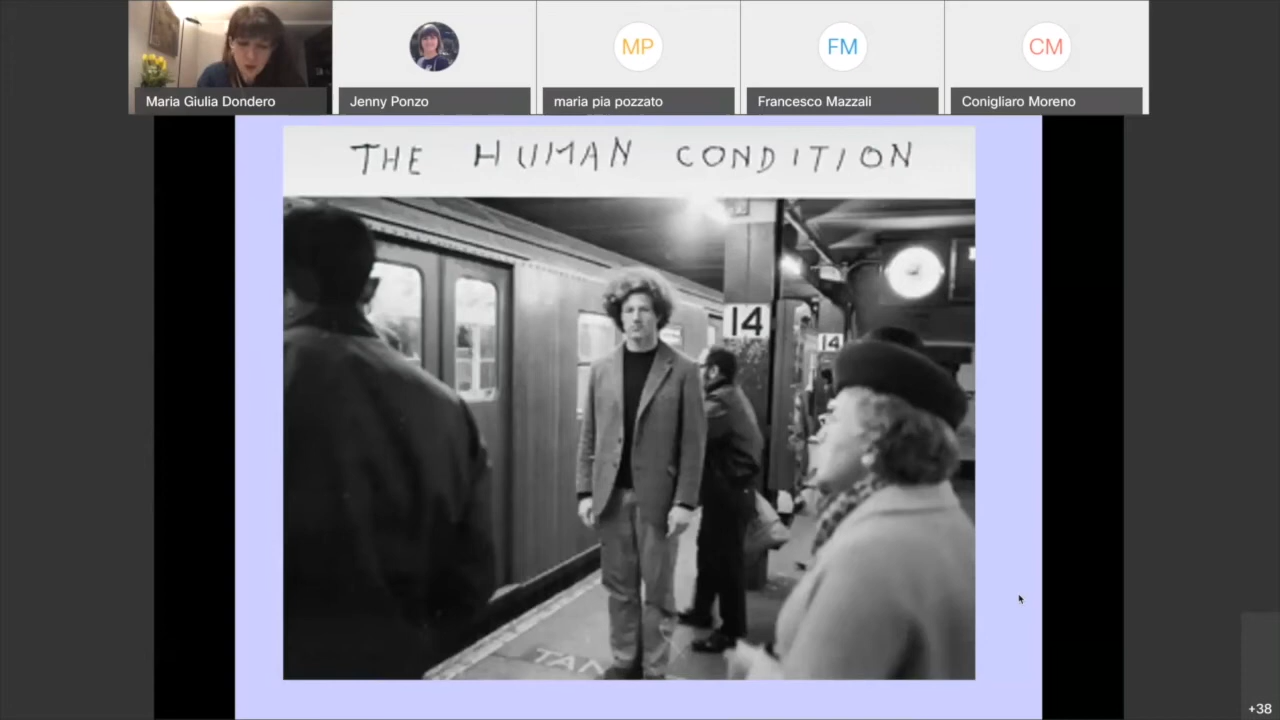 Maria Giulia Dondero
Jenny Ponzo
MP
maria pia pozzato
FM
Francesco Mazzali
CM
Conigliaro Moreno
THE HUMAN CONDITION
14
14
TAN
+38